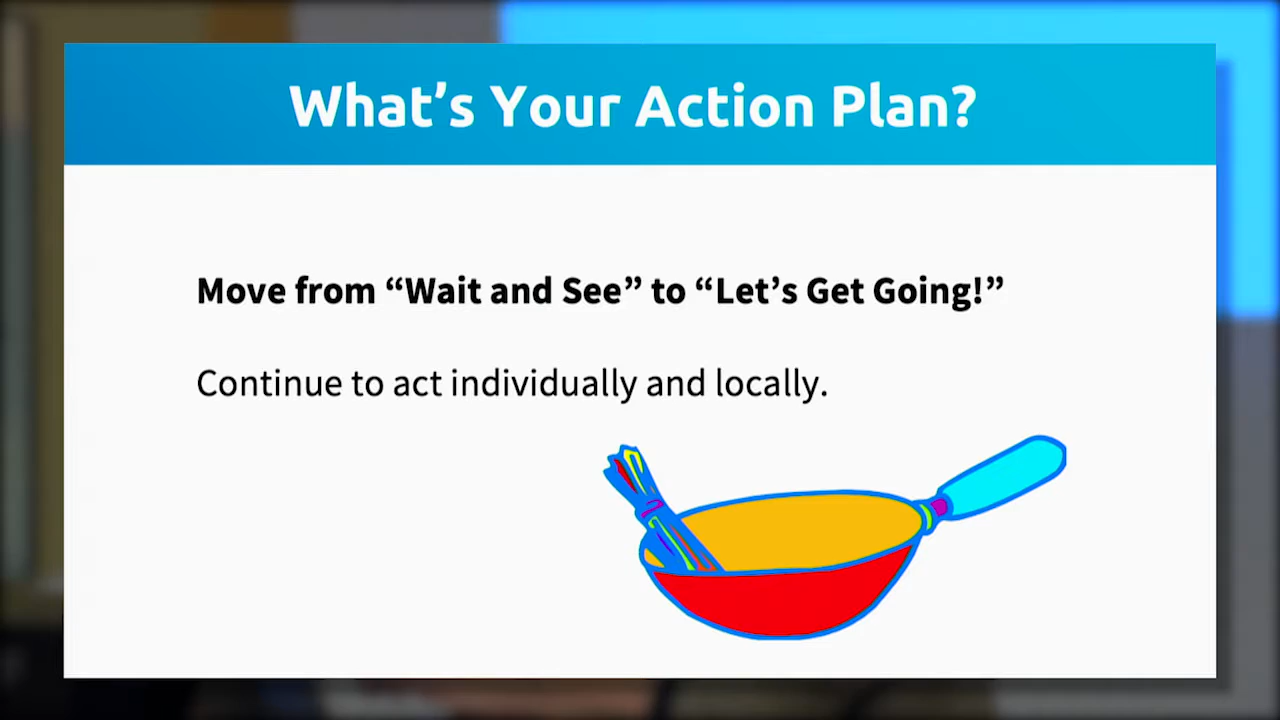 What’s Your Action Plan?
Move from “Wait and See” to “Let’s Get Going!”
Continue to act individually and locally.